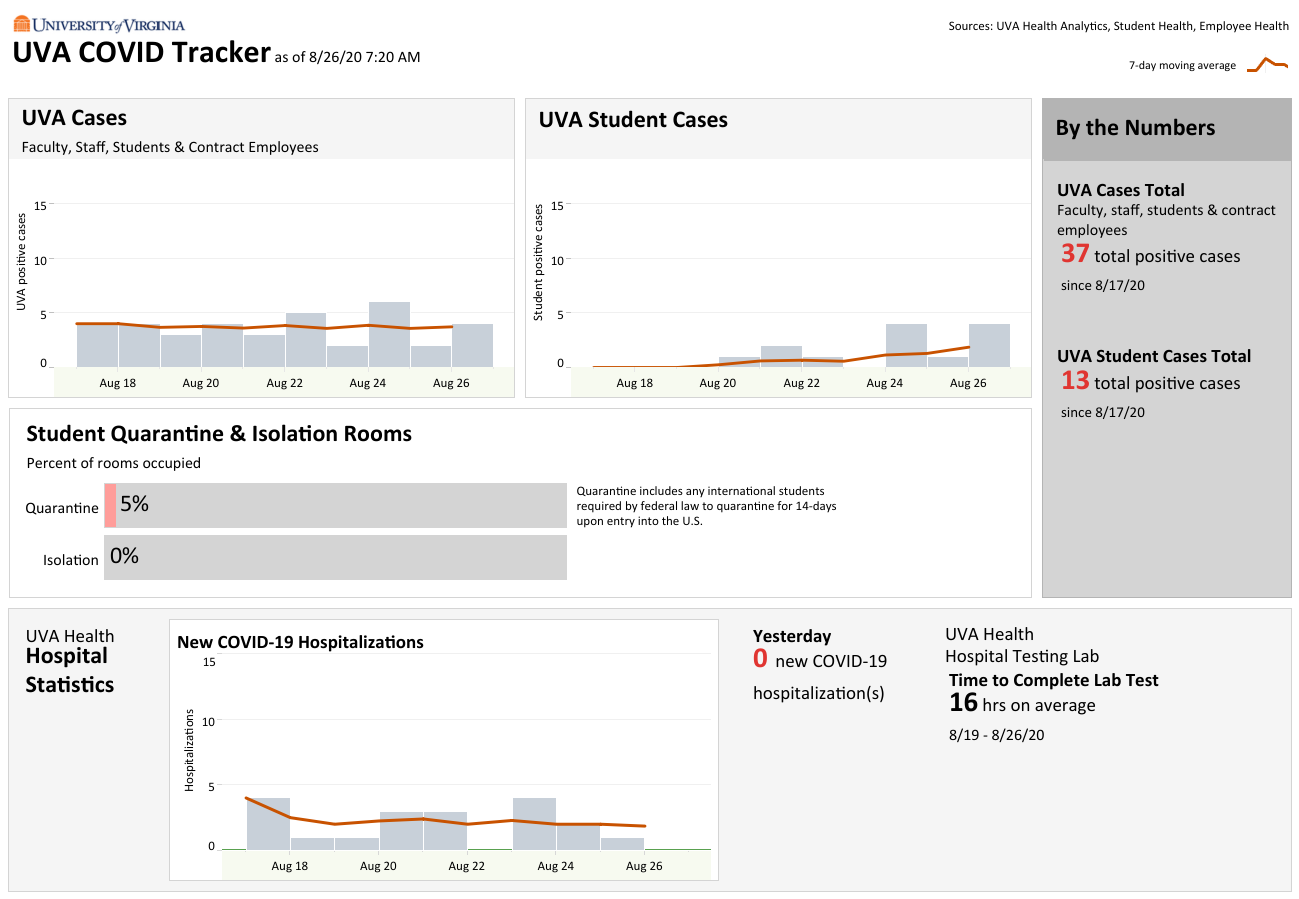 UNIVERSITY of VIRGINIA
UVA COVID Tracker as of 8/26/20 7:20 AM
Sources: UVA Health Analytics, Student Health, Employee Health
7-day moving average
UVA Cases
Faculty, Staff, Students & Contract Employees
UVA positive cases
15
10
5
0
Aug 18 Aug 20 Aug 22 Aug 24 Aug 26
UVA Student Cases
Student positive cases
15
10
5
0
Aug 18 Aug 20 Aug 22 Aug 24 Aug 26
By the Numbers
UVA Cases Total
Faculty, staff, students & contract
employees
37 total positive cases
since 8/17/20
UVA Student Cases Total
13 total positive cases
since 8/17/20
Student Quarantine & Isolation Rooms
Percent of rooms occupied
Quarantine 5%
Isolation 0%
Quarantine includes any international students
required by federal law to quarantine for 14-days
upon entry into the U.S.
UVA Health
Hospital
Statistics
New COVID-19 Hospitalizations
Hospitalizations
15
10
5
0
Aug 18 Aug 20 Aug 22 Aug 24 Aug 26
Yesterday
0 new COVID-19
hospitalization(s)
UVA Health
Hospital Testing Lab
Time to Complete Lab Test
16 hrs on average
8/19 - 8/26/20